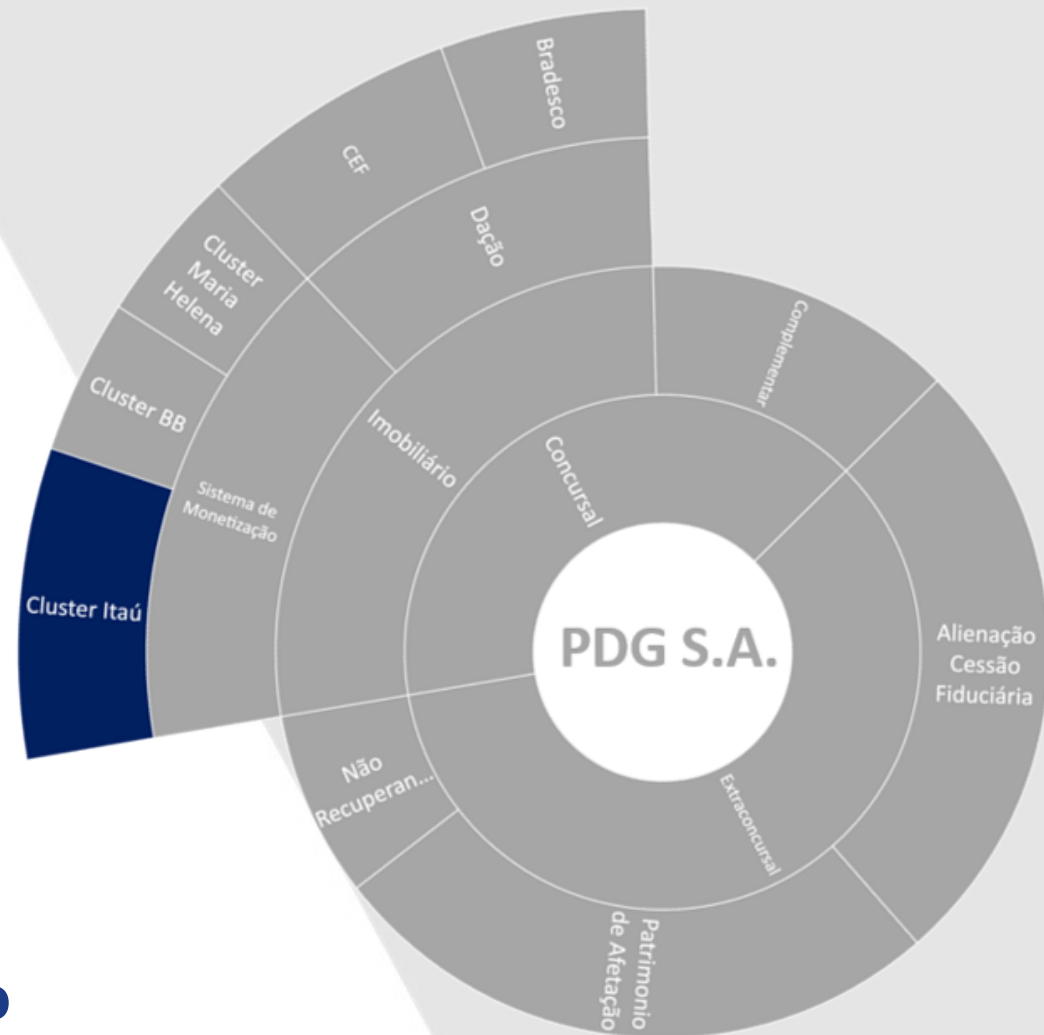 Bradesco
CEF
Dação
Cluster
Maria
Helena
Cluster BB
Cluster Itaú
Sistema de
Monetização
Imobiliário
Concursal
Complementar
PDG S.A.
Alienação
Cessão
Fiduciária
Não
Recuperan...
Extraconcursal
Patrimonio
de Afetação